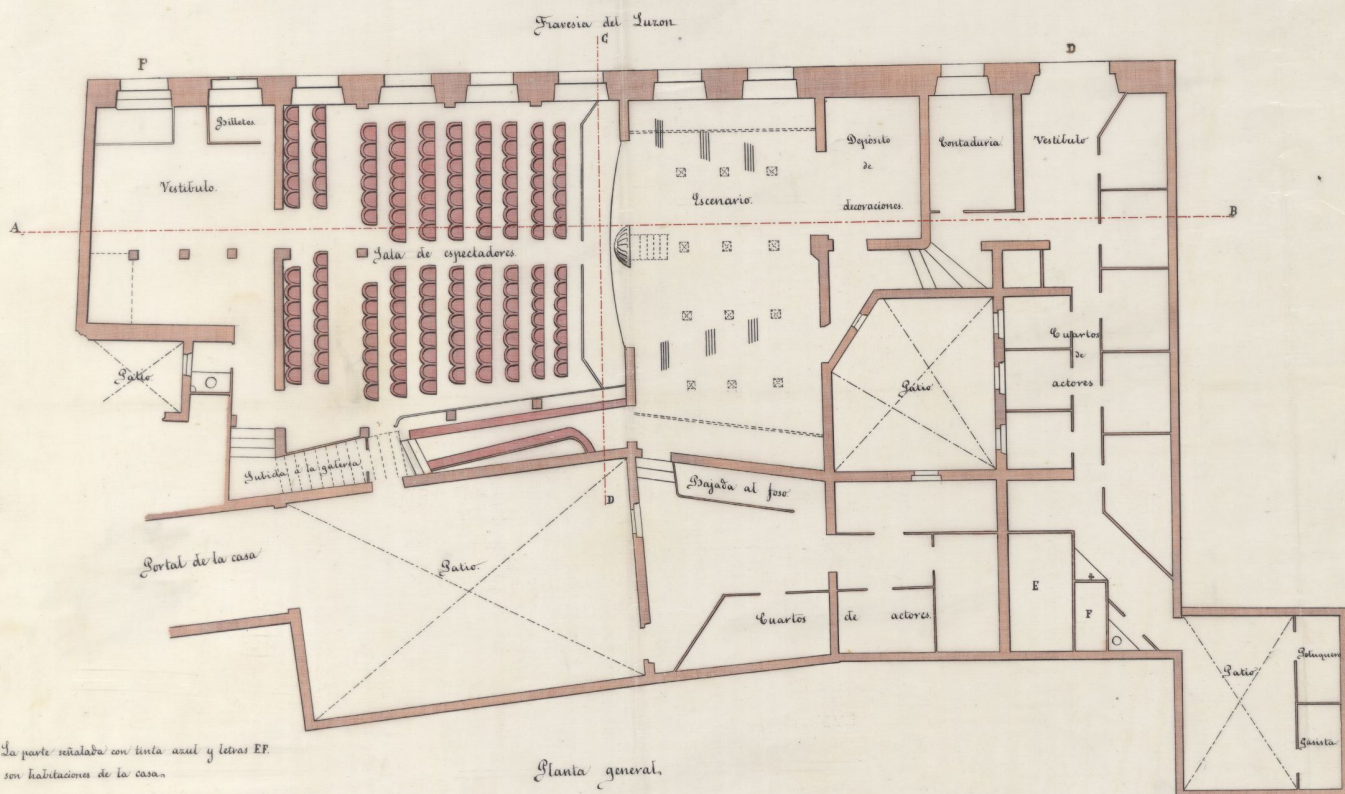 Travesia del Luzon
C
F
D
Billetes
Vestibulo.
Depósito
de
decoraciones.
Contaduria.
Vestibulo
Escenario.
A
B
Sala de espectadores.
Patio
Patio
Cuartos
de
actores
Subida á la galeria
D
Bajada al foso
Portal de la casa
Patio.
E
F
Cuartos de actores.
Patio
Peluquero
Gasista
La parte señalada con tinta azul y letras EF.
son habitaciones de la casa.
Planta general.